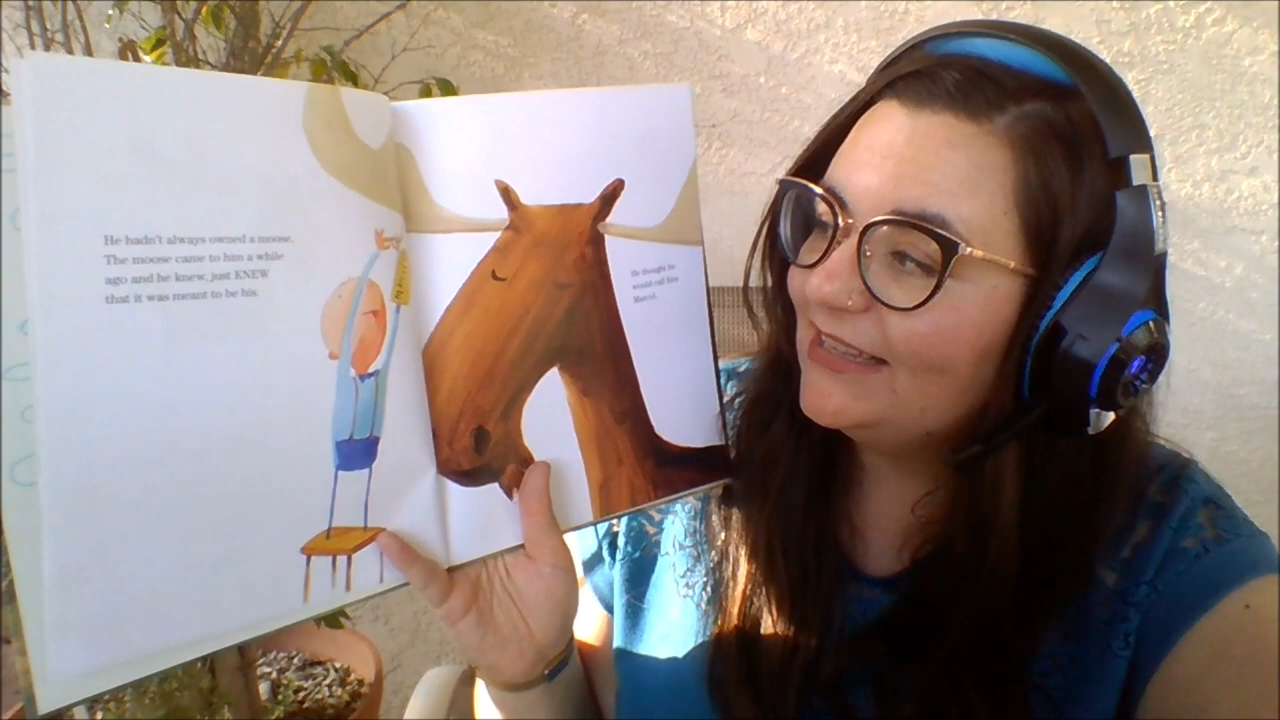 He hadn't always owned a moose.
The moose came to him a while
ago and he knew, just KNEW
that it was meant to be his.
He thought he
would call him
Marcel.